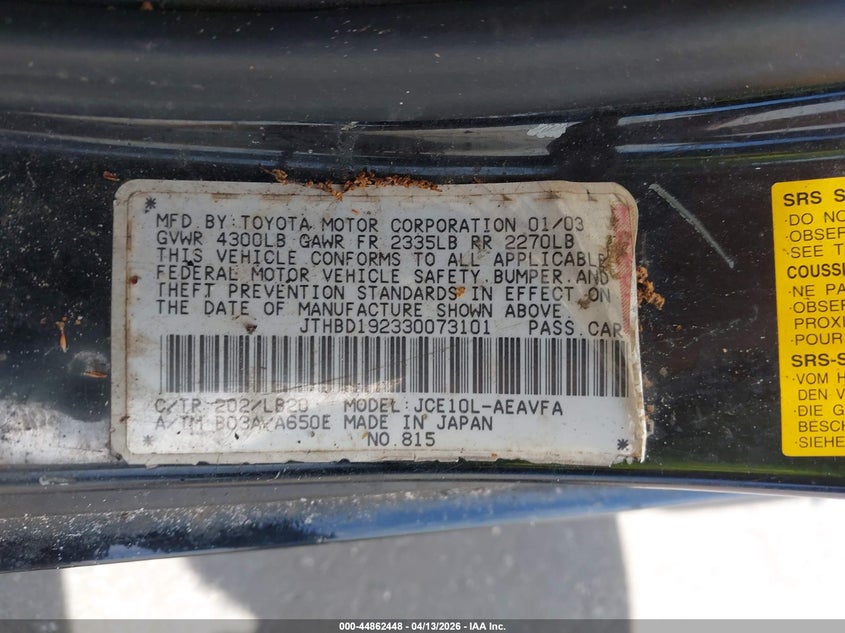 MFD BY: TOYOTA MOTOR CORPORATION 01/03
GVWR 4300LB GAWR FR 2335LB RR 2270LB
THIS VEHICLE CONFORMS TO ALL APPLICABLE
FEDERAL MOTOR VEHICLE SAFETY, BUMPER, AND
THEFT PREVENTION STANDARDS IN EFFECT ON
THE DATE OF MANUFACTURE SHOWN ABOVE.
JTHBD192330073101 PASS. CAR
C/TR 202/LB20 MODEL: JCE10L-AEAVFA
A/TM B03A/A650E MADE IN JAPAN
NO. 815
SRS S
·DO NO
·OBSER
·SEE T
COUSSI
·NE PA
·OBSER
PROXI
·POUR
SRS-S
·VOM H
DEN V
·DIE G
BESCH
·SIEHE
000-44862448 - 04/13/2026 - IAA Inc.